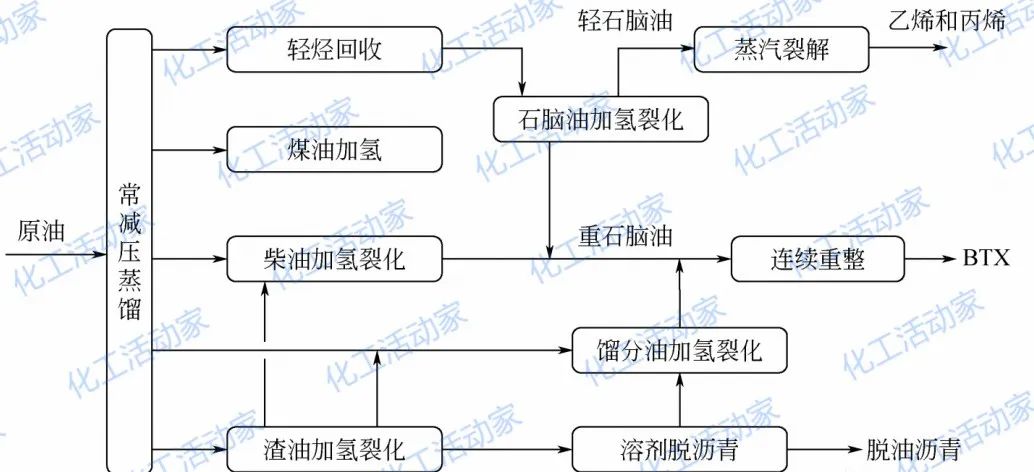 轻石脑油
乙烯和丙烯
轻烃回收
蒸汽裂解
石脑油加氢裂化
煤油加氢
常减压蒸馏
原油
重石脑油
柴油加氢裂化
连续重整
BTX
馏分油加氢裂化
渣油加氢裂化
溶剂脱沥青
脱油沥青
化工活动家